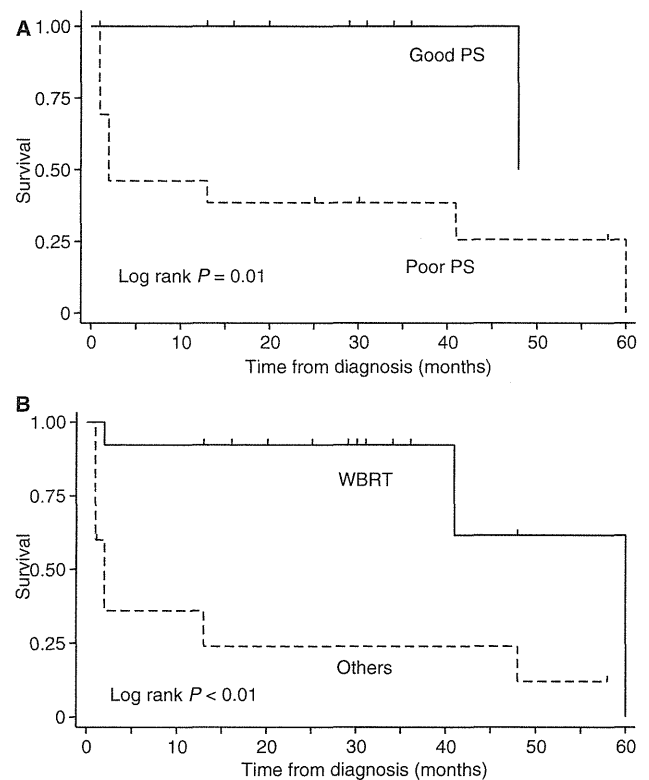 A
1.00
Good PS
0.75
Survival
0.50
0.25
Poor PS
Log rank P = 0.01
0
0 10 20 30 40 50 60
Time from diagnosis (months)
B
1.00
WBRT
0.75
Survival
0.50
0.25
Others
Log rank P < 0.01
0
0 10 20 30 40 50 60
Time from diagnosis (months)